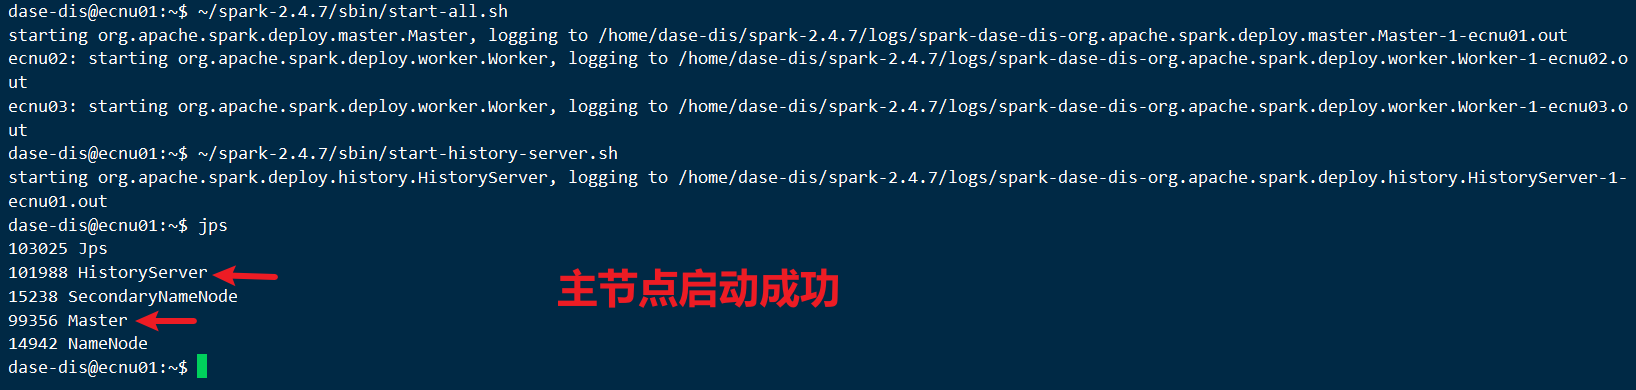 dase-dis@ecnu01:~$ ~/spark-2.4.7/sbin/start-all.sh
starting org.apache.spark.deploy.master.Master, logging to /home/dase-dis/spark-2.4.7/logs/spark-dase-dis-org.apache.spark.deploy.master.Master-1-ecnu01.out
ecnu02: starting org.apache.spark.deploy.worker.Worker, logging to /home/dase-dis/spark-2.4.7/logs/spark-dase-dis-org.apache.spark.deploy.worker.Worker-1-ecnu02.o
ut
ecnu03: starting org.apache.spark.deploy.worker.Worker, logging to /home/dase-dis/spark-2.4.7/logs/spark-dase-dis-org.apache.spark.deploy.worker.Worker-1-ecnu03.o
ut
dase-dis@ecnu01:~$ ~/spark-2.4.7/sbin/start-history-server.sh
starting org.apache.spark.deploy.history.HistoryServer, logging to /home/dase-dis/spark-2.4.7/logs/spark-dase-dis-org.apache.spark.deploy.history.HistoryServer-1-
ecnu01.out
dase-dis@ecnu01:~$ jps
103025 Jps
101988 HistoryServer
15238 SecondaryNameNode
主节点启动成功
99356 Master
14942 NameNode
dase-dis@ecnu01:~$